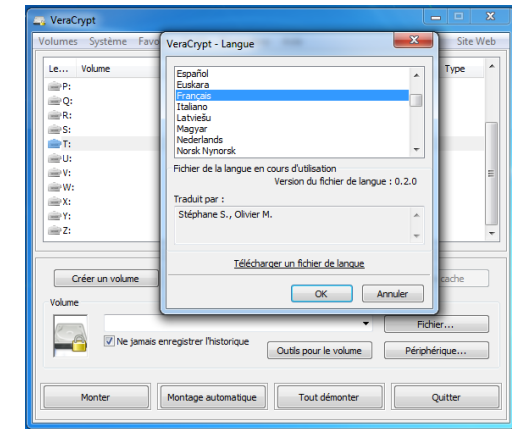 VeraCrypt
Volumes Système Favo
Site Web
VeraCrypt - Langue
Le... Volume
Type
P:
Q:
R:
S:
T:
U:
V:
W:
X:
Y:
Z:
Español
Euskara
Français
Italiano
Latviešu
Magyar
Nederlands
Norsk Nynorsk
Fichier de la langue en cours d'utilisation
Version du fichier de langue : 0.2.0
Traduit par :
Stéphane S., Olivier M.
Télécharger un fichier de langue
OK Annuler
Créer un volume
cache
Volume
Fichier...
Ne jamais enregistrer l'historique
Outils pour le volume
Périphérique...
Monter Montage automatique Tout démonter Quitter